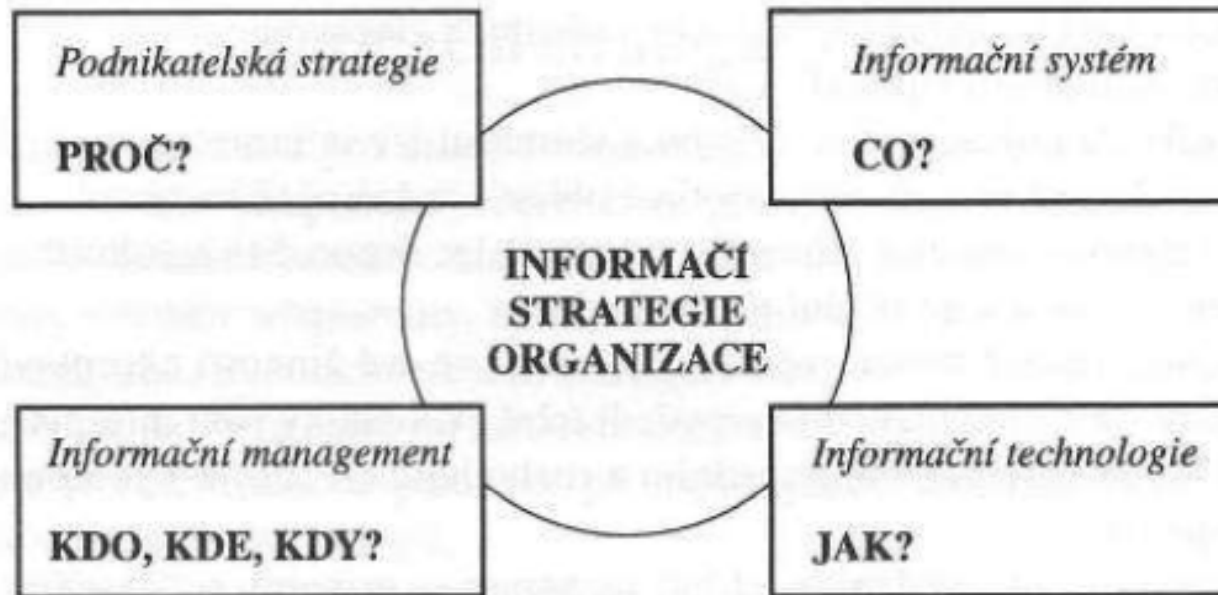 Podnikatelská strategie
PROČ?
Informační systém
CO?
INFORMAČÍ
STRATEGIE
ORGANIZACE
Informační management
KDO, KDE, KDY?
Informační technologie
JAK?